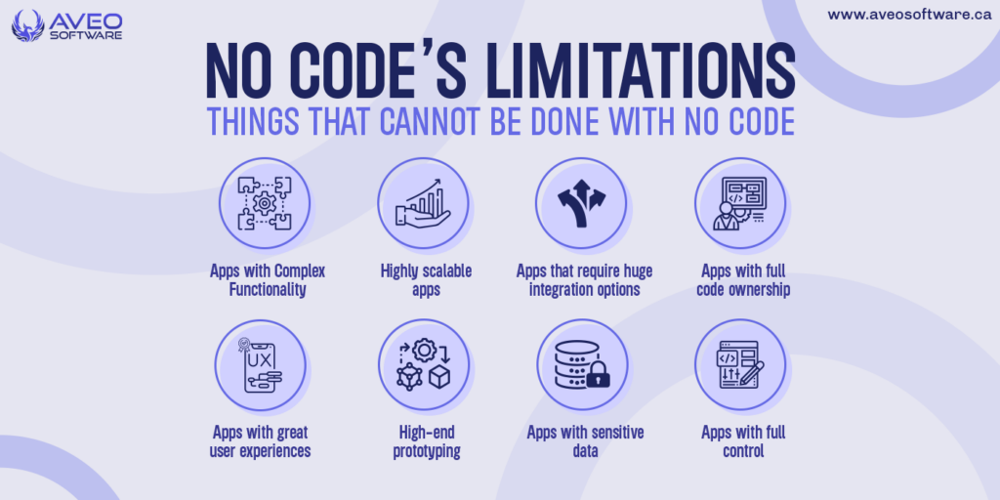 AVEO
SOFTWARE
www.aveosoftware.ca
NO CODE'S LIMITATIONS
THINGS THAT CANNOT BE DONE WITH NO CODE
Apps with Complex
Functionality
Highly scalable
apps
Apps that require huge
integration options
</>
Apps with full
code ownership
UX
Apps with great
user experiences
High-end
prototyping
Apps with sensitive
data
</>
Apps with full
control